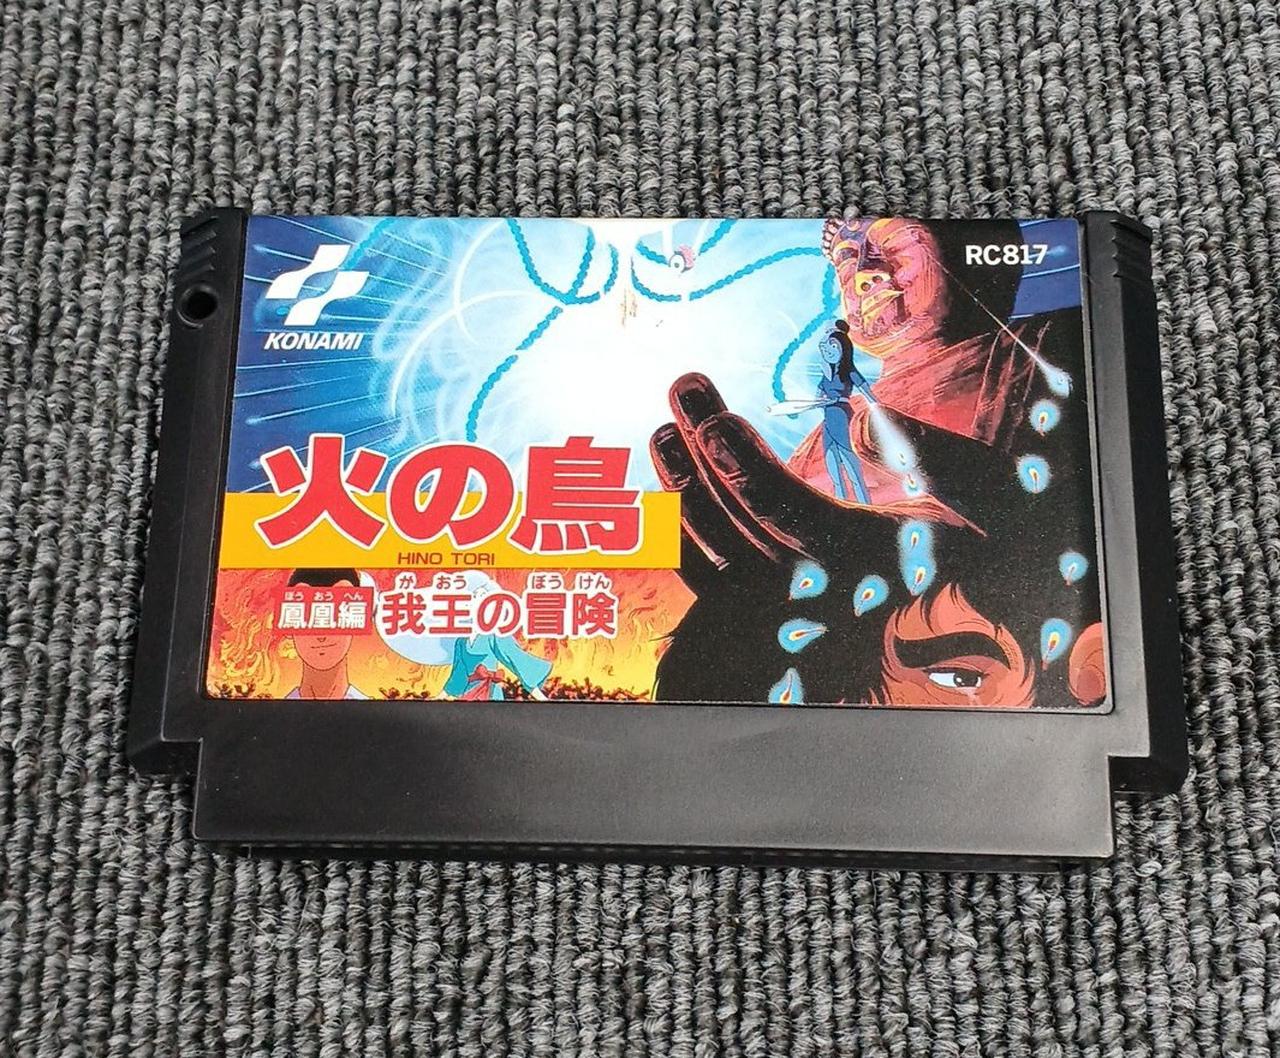 KONAMI
RC817
火の鳥
HINO TORI
ほうおうへん
鳳凰編
がおう ぼうけん
我王の冒険